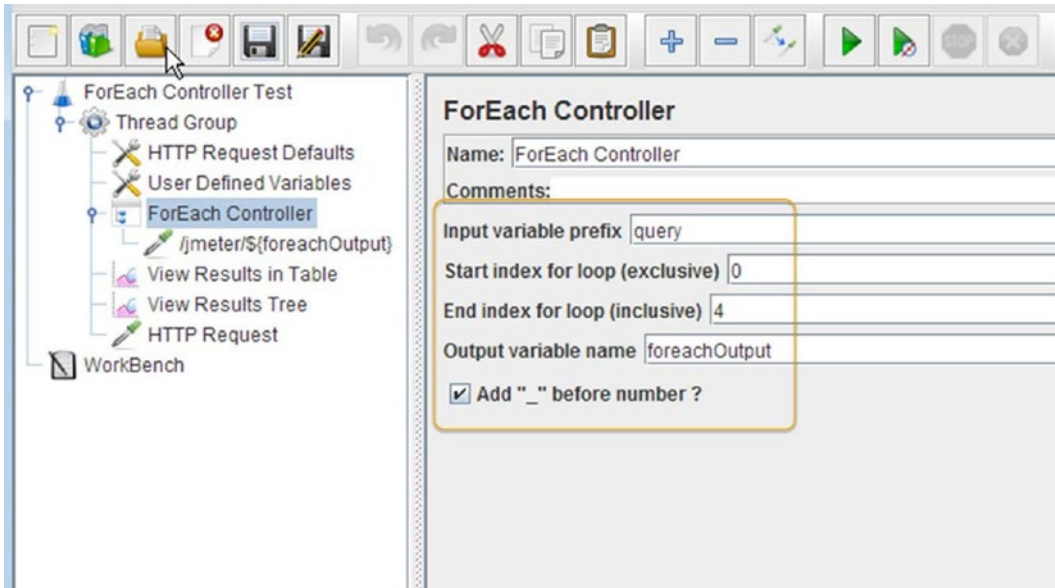 STOP
ForEach Controller Test
Thread Group
HTTP Request Defaults
User Defined Variables
ForEach Controller
/jmeter/${foreachOutput}
View Results in Table
View Results Tree
HTTP Request
WorkBench
ForEach Controller
Name: ForEach Controller
Comments:
Input variable prefix query
Start index for loop (exclusive) 0
End index for loop (inclusive) 4
Output variable name foreachOutput
Add "_" before number ?